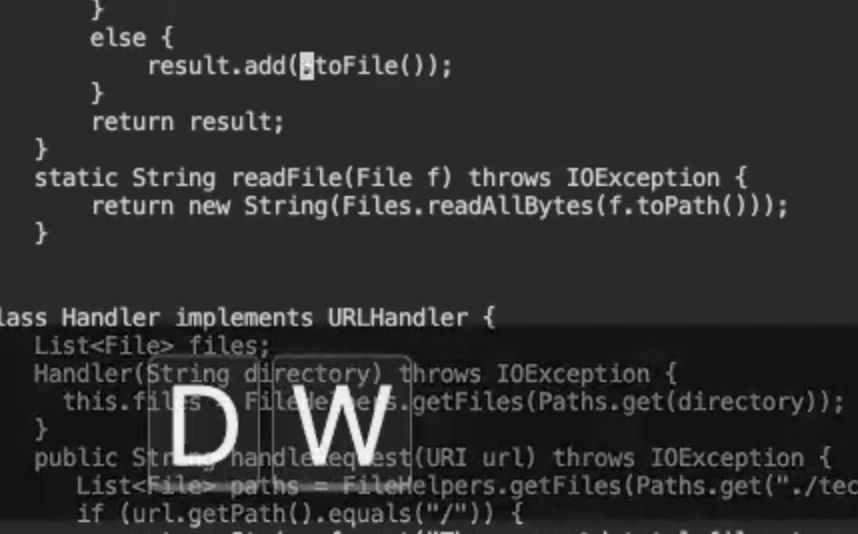 }
else {
result.add(.toFile());
}
return result;
}
static String readFile(File f) throws IOException {
return new String(Files.readAllBytes(f.toPath()));
}
lass Handler implements URLHandler {
List<File> files;
Handler(String directory) throws IOException {
this.files = FileHelpers.getFiles(Paths.get(directory));
}
public String handleRequest(URI url) throws IOException {
List<File> paths = FileHelpers.getFiles(Paths.get("./tec
if (url.getPath().equals("/")) {
D W